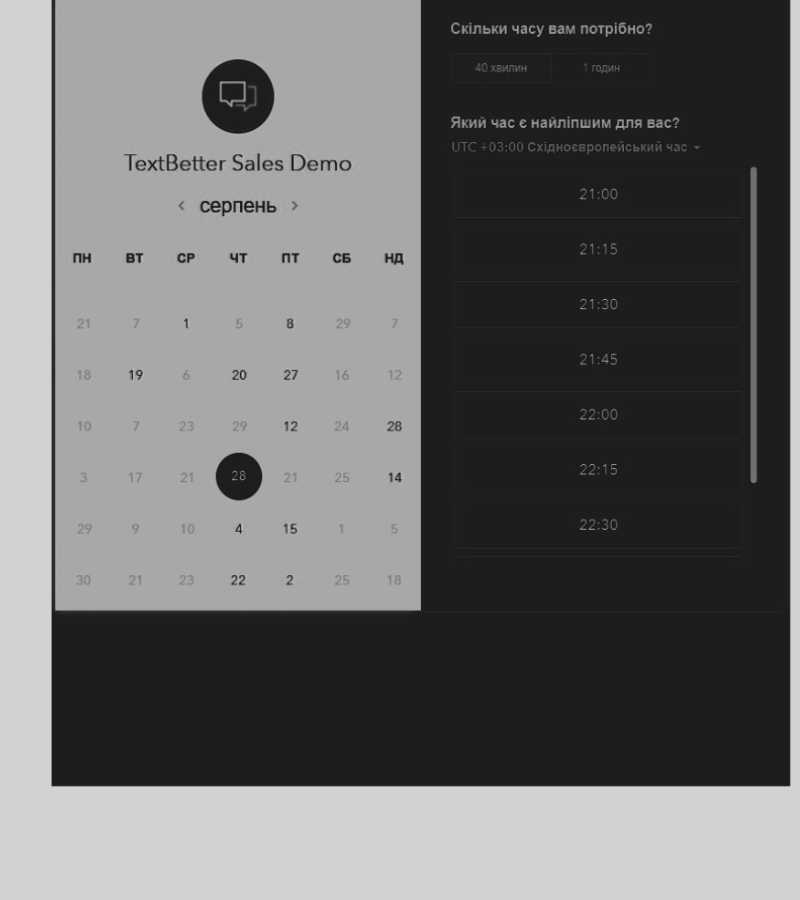 TextBetter Sales Demo
серпень
ПН ВТ СР ЧТ ПТ СБ НД
21 7 1 5 8 29 7
18 19 6 20 27 16 12
10 7 23 29 12 24 28
3 17 21 28 21 25 14
29 9 10 4 15 1 5
30 21 23 22 2 25 18
Скільки часу вам потрібно?
40 хвилин 1 годин
Який час є найліпшим для вас?
UTC +03:00 Східноєвропейський час
21:00
21:15
21:30
21:45
22:00
22:15
22:30